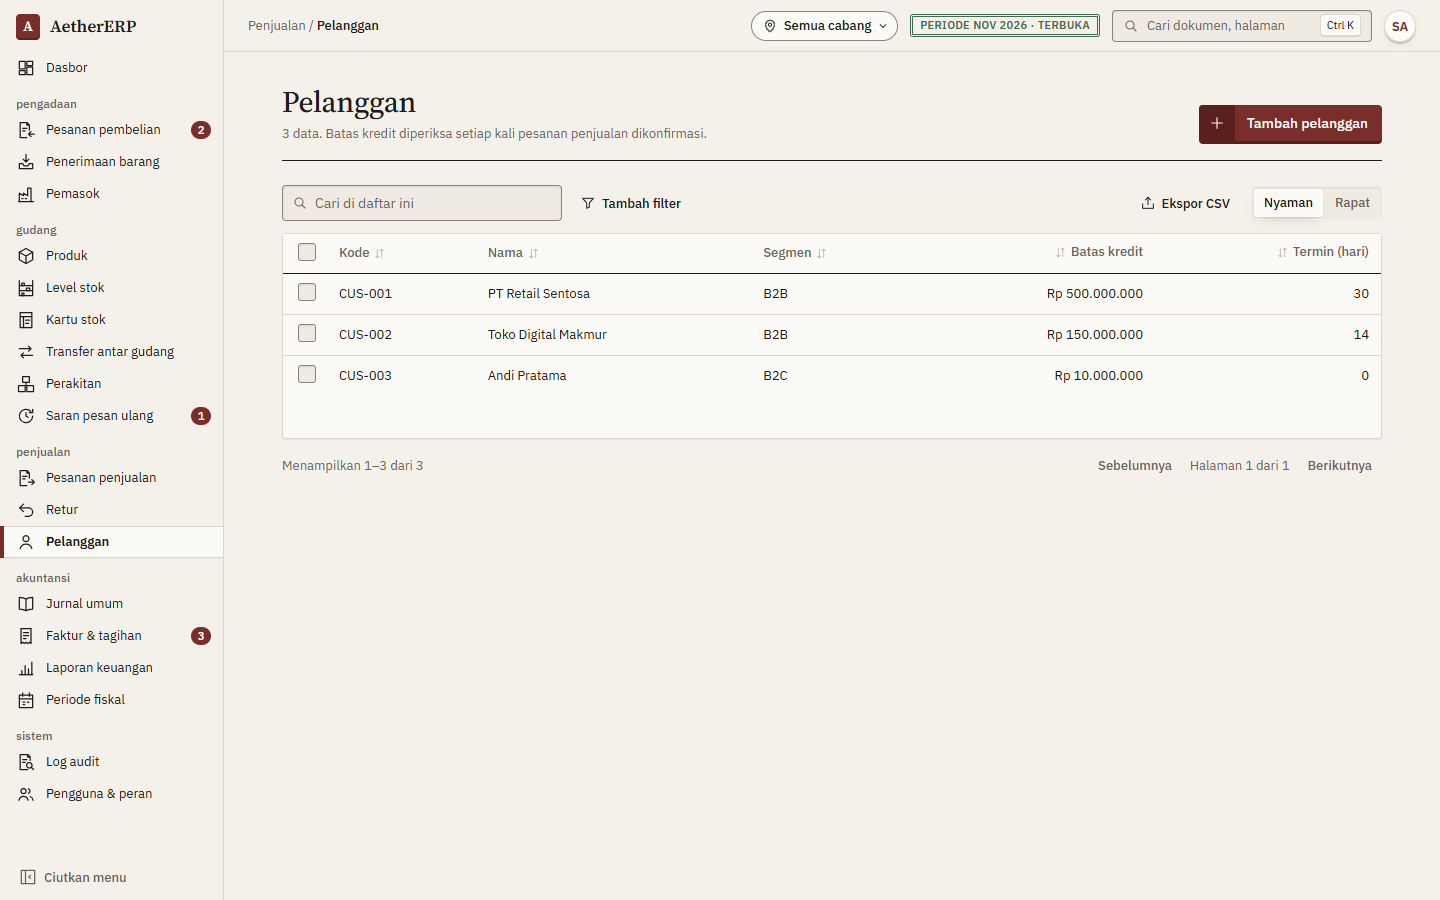 A AetherERP
Penjualan / Pelanggan
Semua cabang
PERIODE NOV 2026 · TERBUKA
Cari dokumen, halaman
Ctrl K
SA
Dasbor
pengadaan
Pesanan pembelian 2
Penerimaan barang
Pemasok
gudang
Produk
Level stok
Kartu stok
Transfer antar gudang
Perakitan
Saran pesan ulang 1
penjualan
Pesanan penjualan
Retur
Pelanggan
akuntansi
Jurnal umum
Faktur & tagihan 3
Laporan keuangan
Periode fiskal
sistem
Log audit
Pengguna & peran
Ciutkan menu
Pelanggan
3 data. Batas kredit diperiksa setiap kali pesanan penjualan dikonfirmasi.
Tambah pelanggan
Cari di daftar ini
Tambah filter
Ekspor CSV
Nyaman
Rapat
Kode Nama Segmen Batas kredit Termin (hari)
CUS-001 PT Retail Sentosa B2B Rp 500.000.000 30
CUS-002 Toko Digital Makmur B2B Rp 150.000.000 14
CUS-003 Andi Pratama B2C Rp 10.000.000 0
Menampilkan 1–3 dari 3
Sebelumnya Halaman 1 dari 1 Berikutnya